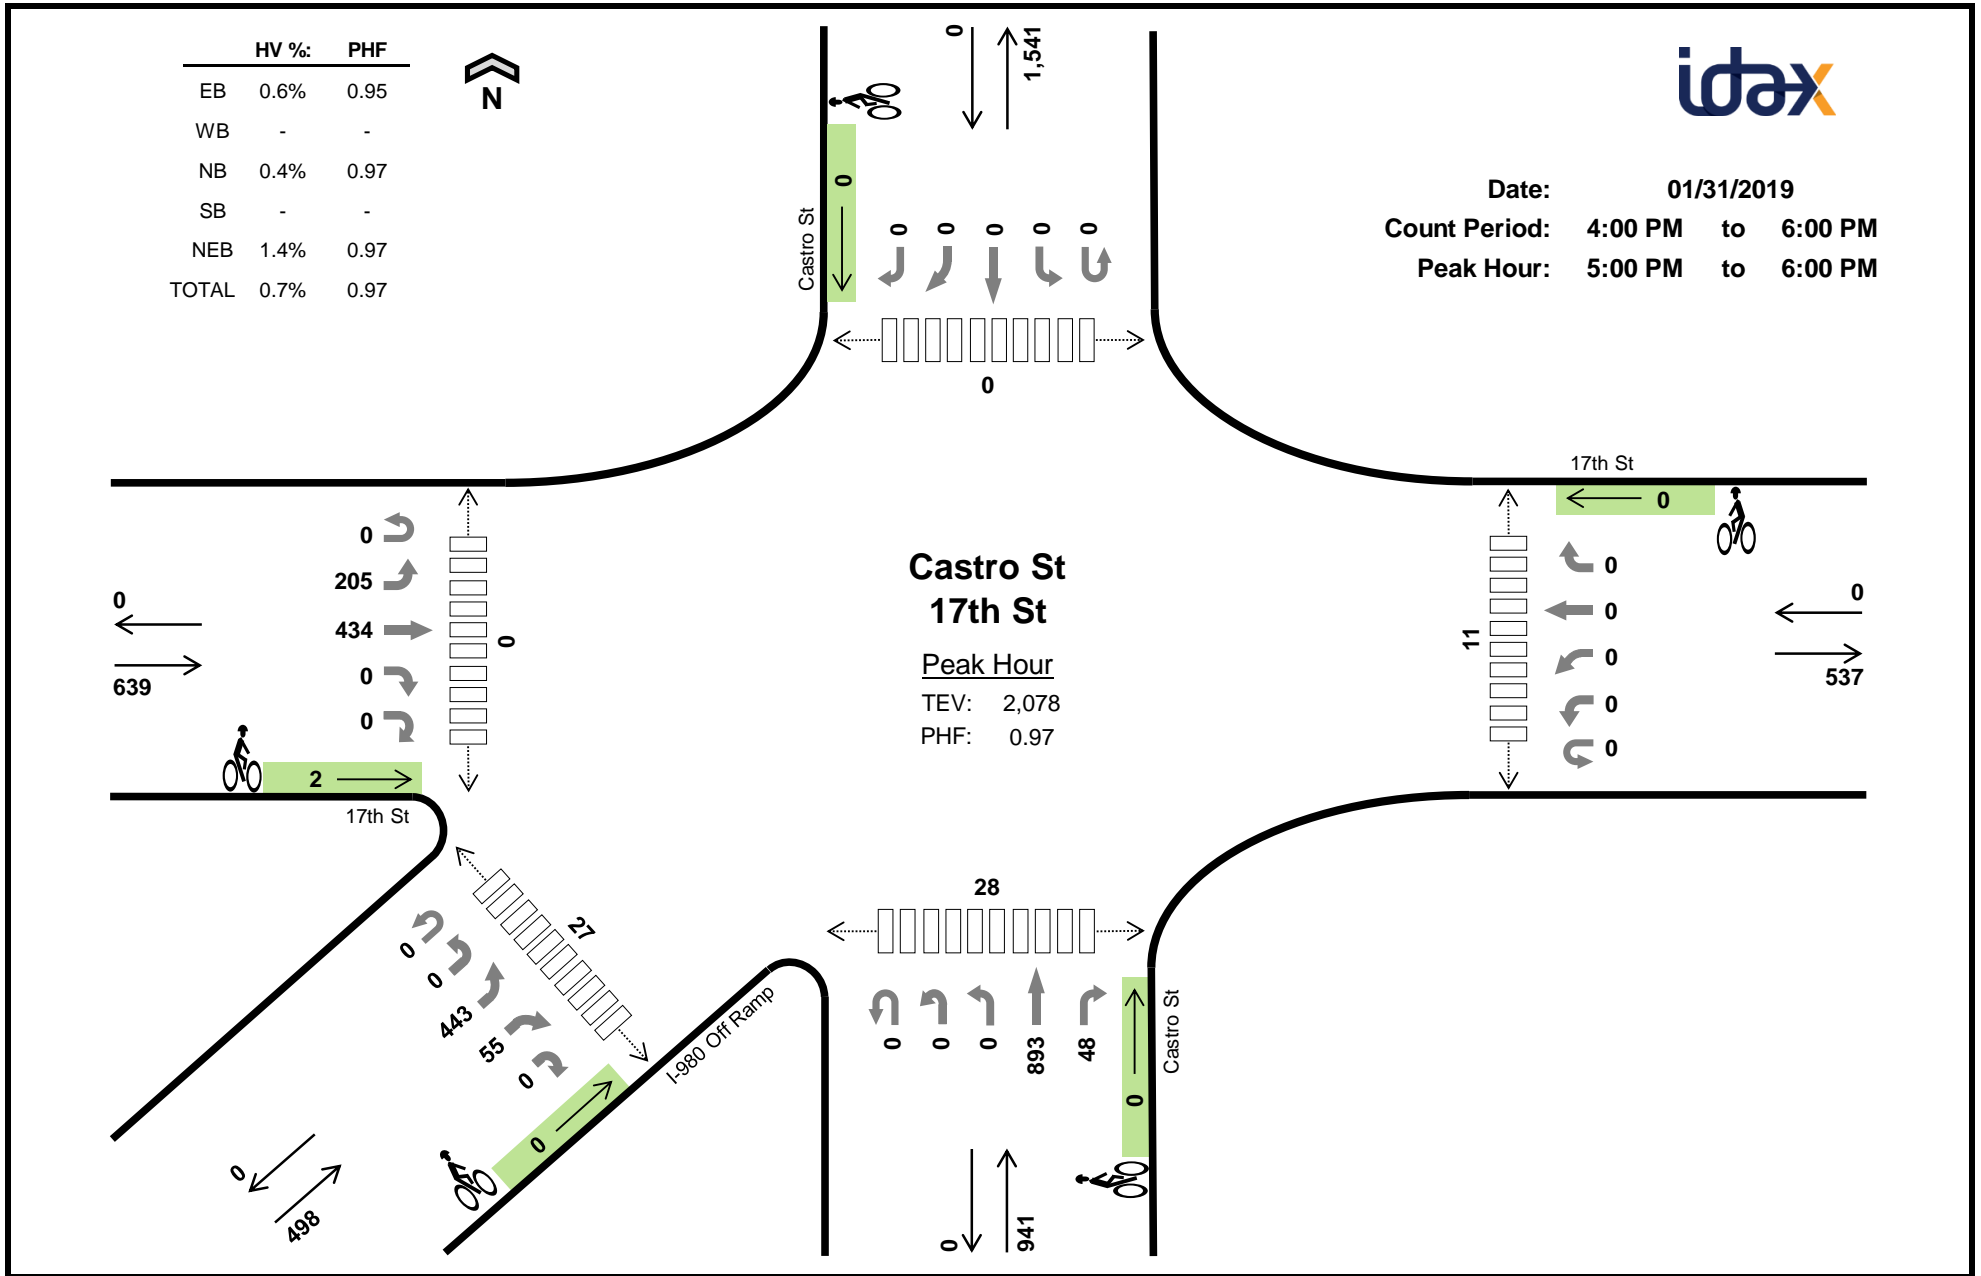 HV %: PHF
EB 0.6% 0.95
WB - -
NB 0.4% 0.97
SB - -
NEB 1.4% 0.97
TOTAL 0.7% 0.97
N
idax
Date: 01/31/2019
Count Period: 4:00 PM to 6:00 PM
Peak Hour: 5:00 PM to 6:00 PM
0
1,541
0
Castro St
0 0 0 0 0
0
17th St
0
0
0
0
0
0
11
0
537
0
205
434
0
0
0
0
639
2
17th St
Castro St
17th St
Peak Hour
TEV: 2,078
PHF: 0.97
27
0
0
443
55
0
0
I-980 Off Ramp
0
498
28
0 0 0 893 48
0
Castro St
0
941